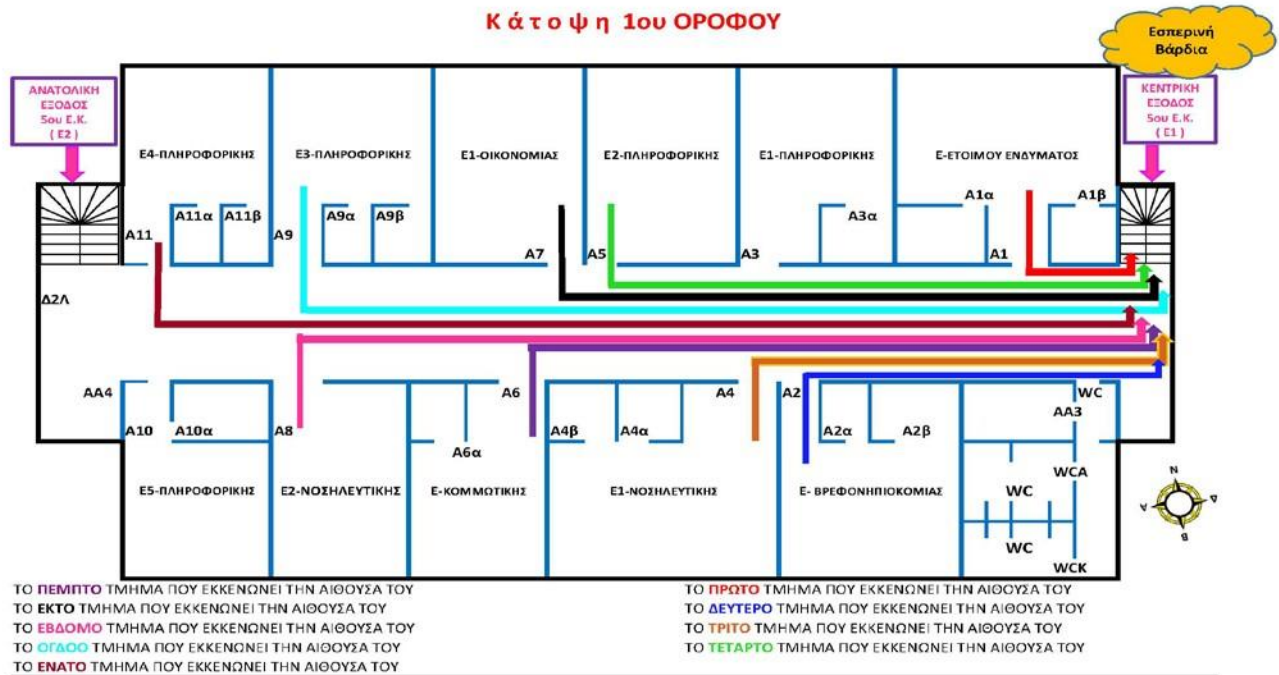 Κ ά τ ο ψ η 1ου ΟΡΟΦΟΥ
Εσπερινή
Βάρδια
ΑΝΑΤΟΛΙΚΗ
ΕΞΟΔΟΣ
5ου Ε.Κ.
( Ε2 )
ΚΕΝΤΡΙΚΗ
ΕΞΟΔΟΣ
5ου Ε.Κ.
( Ε1 )
Ε4-ΠΛΗΡΟΦΟΡΙΚΗΣ
Ε3-ΠΛΗΡΟΦΟΡΙΚΗΣ
Ε1-ΟΙΚΟΝΟΜΙΑΣ
Ε2-ΠΛΗΡΟΦΟΡΙΚΗΣ
Ε1-ΠΛΗΡΟΦΟΡΙΚΗΣ
Ε-ΕΤΟΙΜΟΥ ΕΝΔΥΜΑΤΟΣ
Α11
Α11α
Α11β
Α9
Α9α
Α9β
Α7
Α5
Α3
Α3α
Α1α
Α1
Α1β
Δ2Λ
ΑΑ4
Α10
Α10α
Α8
Α6
Α6α
Α4β
Α4α
Α4
Α2
Α2α
Α2β
WC
ΑΑ3
WCA
WC
WC
WCK
Ε5-ΠΛΗΡΟΦΟΡΙΚΗΣ
Ε2-ΝΟΣΗΛΕΥΤΙΚΗΣ
Ε-ΚΟΜΜΩΤΙΚΗΣ
Ε1-ΝΟΣΗΛΕΥΤΙΚΗΣ
Ε- ΒΡΕΦΟΝΗΠΙΟΚΟΜΙΑΣ
Ν
Δ
Α
Β
ΤΟ ΠΕΜΠΤΟ ΤΜΗΜΑ ΠΟΥ ΕΚΚΕΝΩΝΕΙ ΤΗΝ ΑΙΘΟΥΣΑ ΤΟΥ
ΤΟ ΕΚΤΟ ΤΜΗΜΑ ΠΟΥ ΕΚΚΕΝΩΝΕΙ ΤΗΝ ΑΙΘΟΥΣΑ ΤΟΥ
ΤΟ ΕΒΔΟΜΟ ΤΜΗΜΑ ΠΟΥ ΕΚΚΕΝΩΝΕΙ ΤΗΝ ΑΙΘΟΥΣΑ ΤΟΥ
ΤΟ ΟΓΔΟΟ ΤΜΗΜΑ ΠΟΥ ΕΚΚΕΝΩΝΕΙ ΤΗΝ ΑΙΘΟΥΣΑ ΤΟΥ
ΤΟ ΕΝΑΤΟ ΤΜΗΜΑ ΠΟΥ ΕΚΚΕΝΩΝΕΙ ΤΗΝ ΑΙΘΟΥΣΑ ΤΟΥ
ΤΟ ΠΡΩΤΟ ΤΜΗΜΑ ΠΟΥ ΕΚΚΕΝΩΝΕΙ ΤΗΝ ΑΙΘΟΥΣΑ ΤΟΥ
ΤΟ ΔΕΥΤΕΡΟ ΤΜΗΜΑ ΠΟΥ ΕΚΚΕΝΩΝΕΙ ΤΗΝ ΑΙΘΟΥΣΑ ΤΟΥ
ΤΟ ΤΡΙΤΟ ΤΜΗΜΑ ΠΟΥ ΕΚΚΕΝΩΝΕΙ ΤΗΝ ΑΙΘΟΥΣΑ ΤΟΥ
ΤΟ ΤΕΤΑΡΤΟ ΤΜΗΜΑ ΠΟΥ ΕΚΚΕΝΩΝΕΙ ΤΗΝ ΑΙΘΟΥΣΑ ΤΟΥ